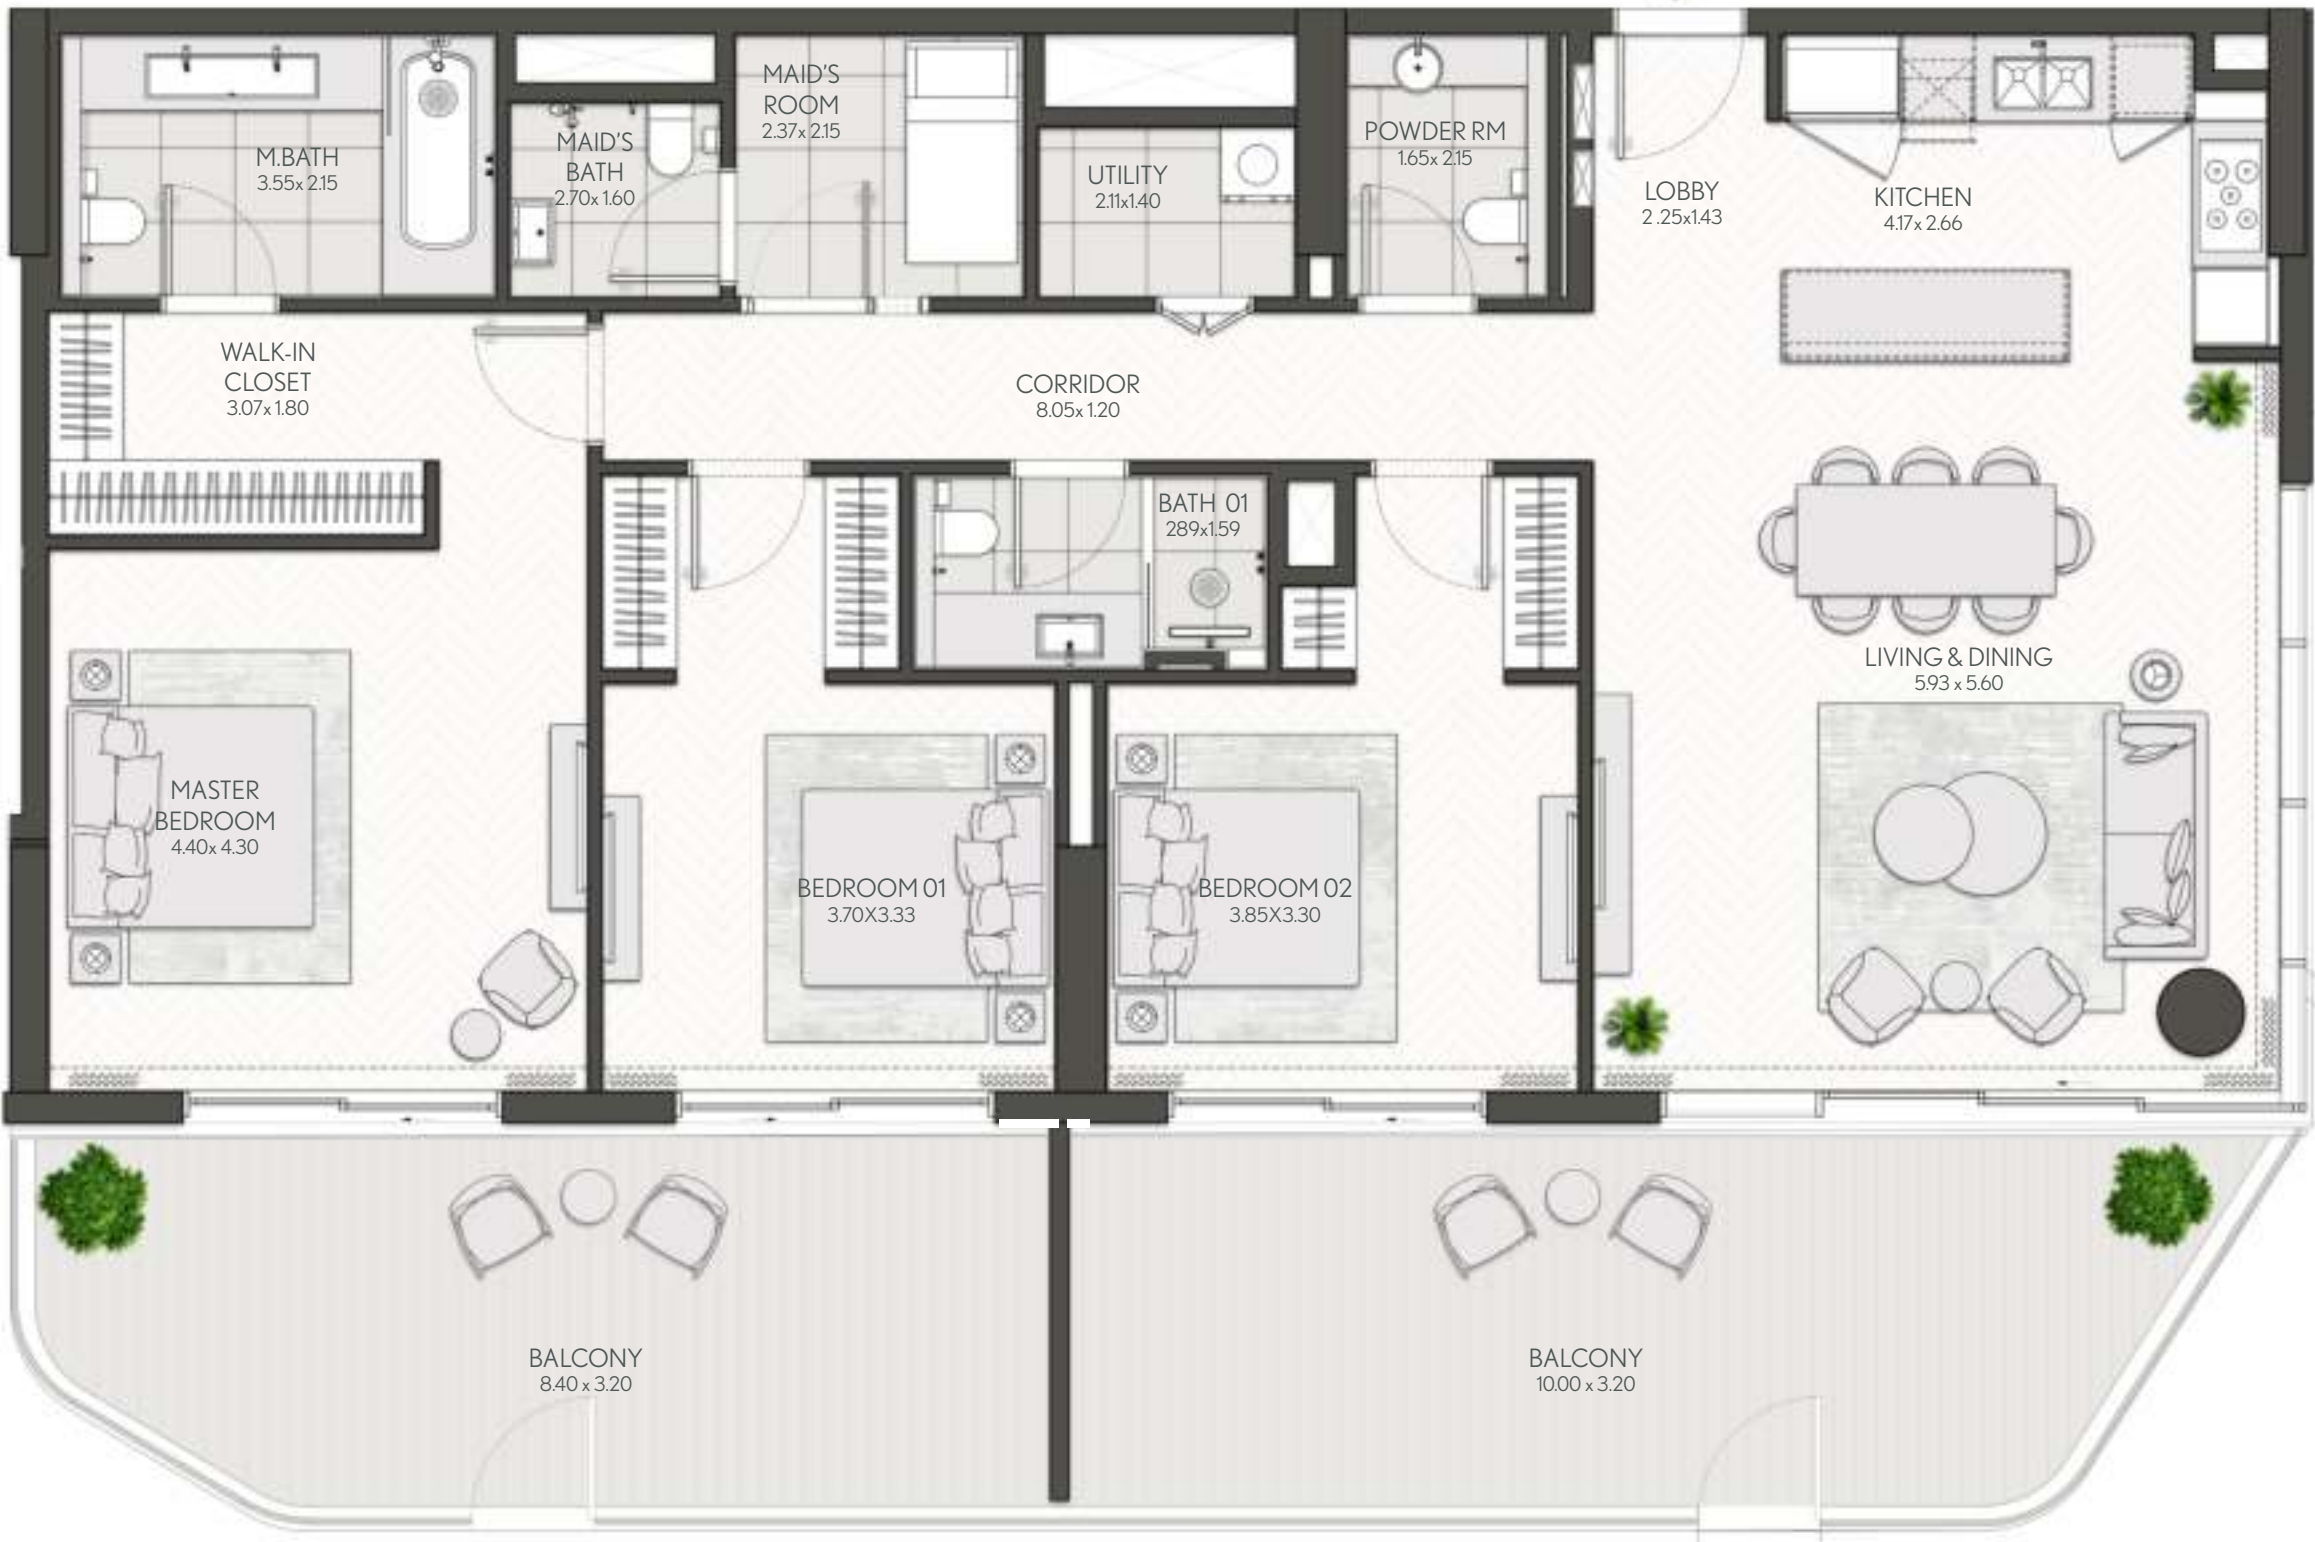 MAID'S
ROOM
2.37x 2.15
M.BATH
3.55x 2.15
MAID'S
BATH
2.70x 1.60
UTILITY
2.11x1.40
POWDER RM
1.65x 2.15
LOBBY
2 .25x1.43
KITCHEN
4.17x 2.66
WALK-IN
CLOSET
3.07x 1.80
CORRIDOR
8.05x 1.20
BATH 01
289x1.59
LIVING & DINING
5.93 x 5.60
MASTER
BEDROOM
4.40x 4.30
BEDROOM 01
3.70X3.33
BEDROOM 02
3.85X3.30
BALCONY
8.40 x 3.20
BALCONY
10.00 x 3.20